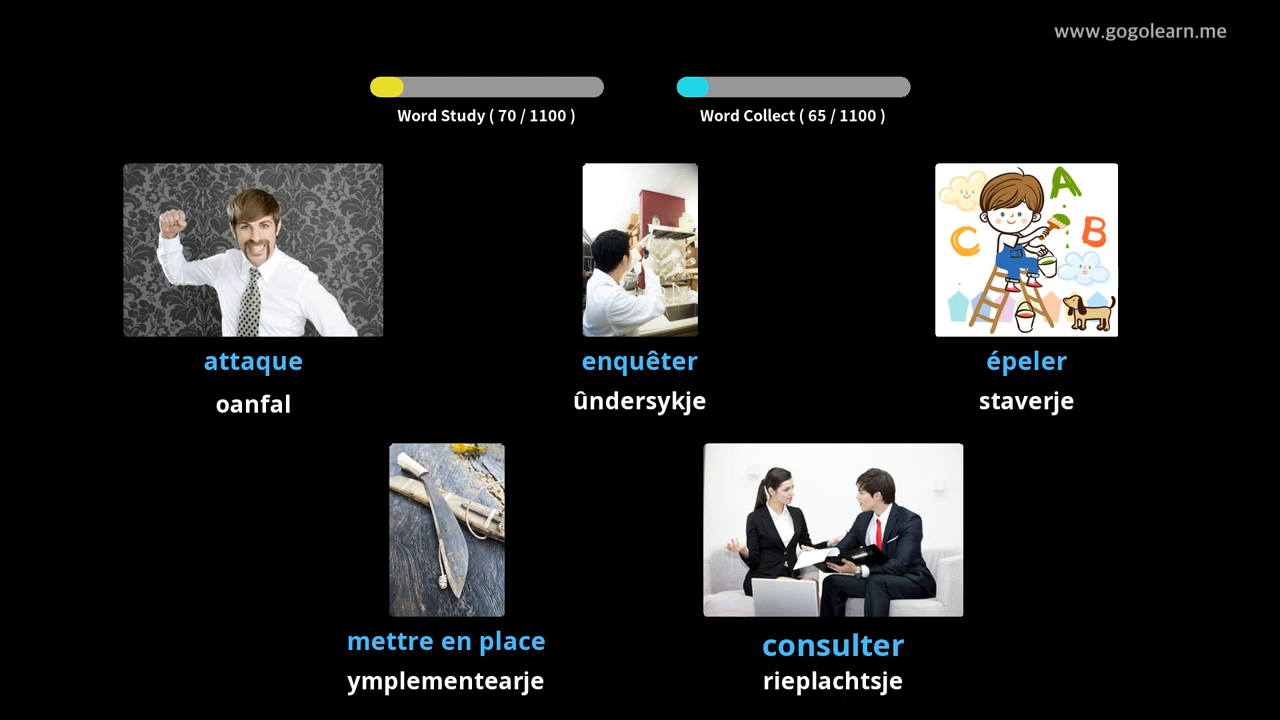 www.gogolearn.me
Word Study ( 70 / 1100 )
Word Collect ( 65 / 1100 )
A
B
C
attaque
oanfal
enquêter
ûndersykje
épeler
staverje
mettre en place
ymplementearje
consulter
rieplachtsje